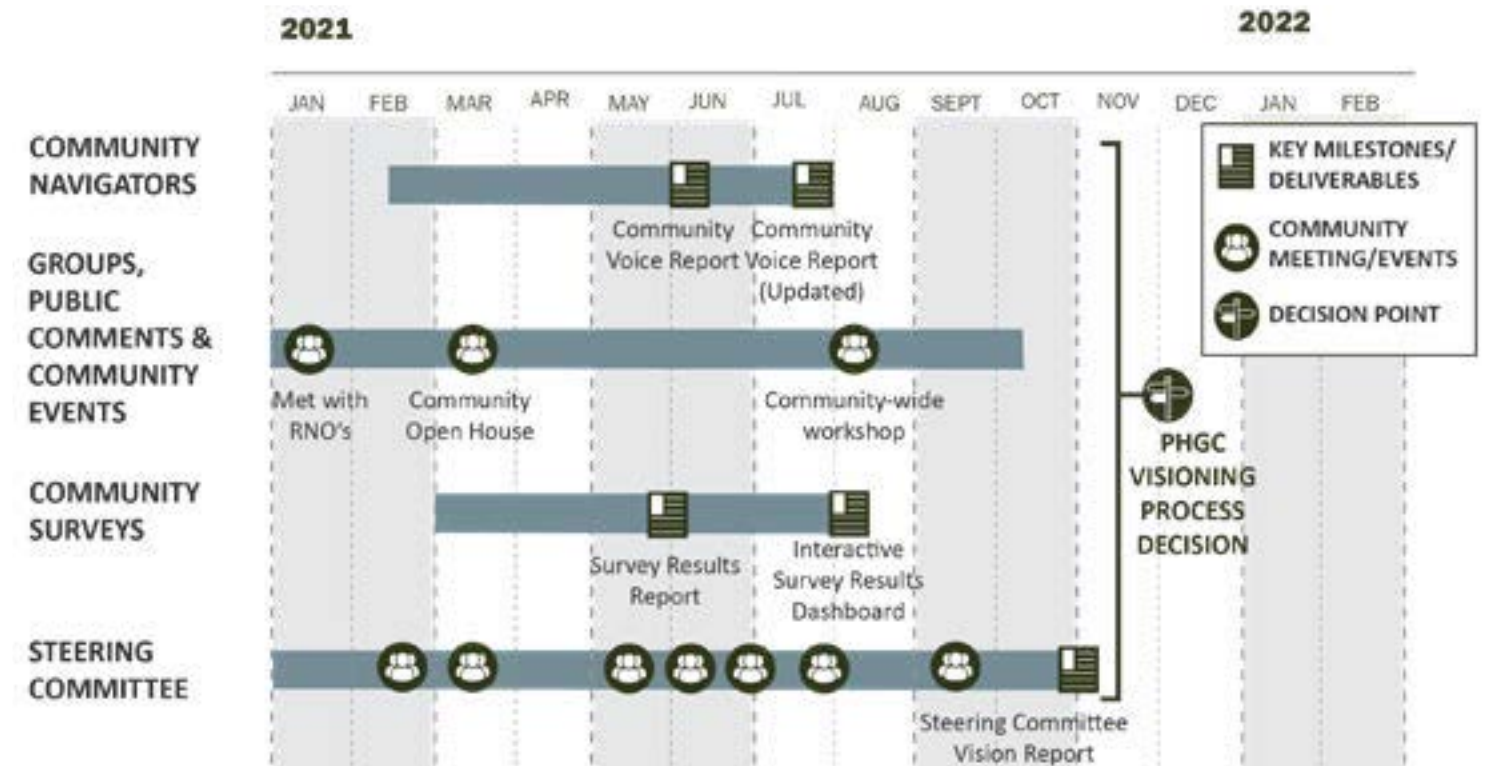 2021
2022
JAN FEB MAR APR MAY JUN JUL AUG SEPT OCT NOV DEC JAN FEB
COMMUNITY
NAVIGATORS
Community
Voice Report
Community
Voice Report
(Updated)
GROUPS,
PUBLIC
COMMENTS &
COMMUNITY
EVENTS
Met with
RNO's
Community
Open House
Community-wide
workshop
COMMUNITY
SURVEYS
Survey Results
Report
Interactive
Survey Results
Dashboard
STEERING
COMMITTEE
Steering Committee
Vision Report
PHGC
VISIONING
PROCESS
DECISION
KEY MILESTONES/
DELIVERABLES
COMMUNITY
MEETING/EVENTS
DECISION POINT